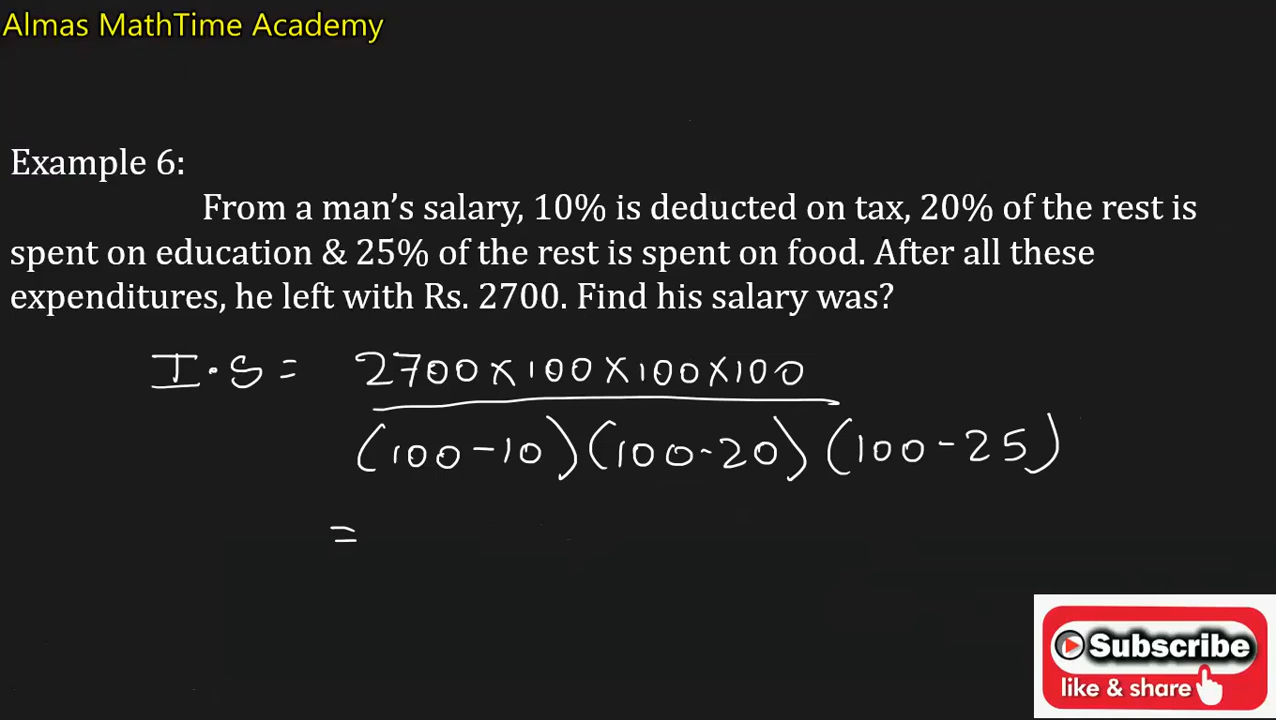 Almas MathTime Academy
Example 6:
From a man’s salary, 10% is deducted on tax, 20% of the rest is
spent on education & 25% of the rest is spent on food. After all these
expenditures, he left with Rs. 2700. Find his salary was?
I.S = 2700×100×100×100
(100-10)(100-20)(100-25)
=
Subscribe
like & share